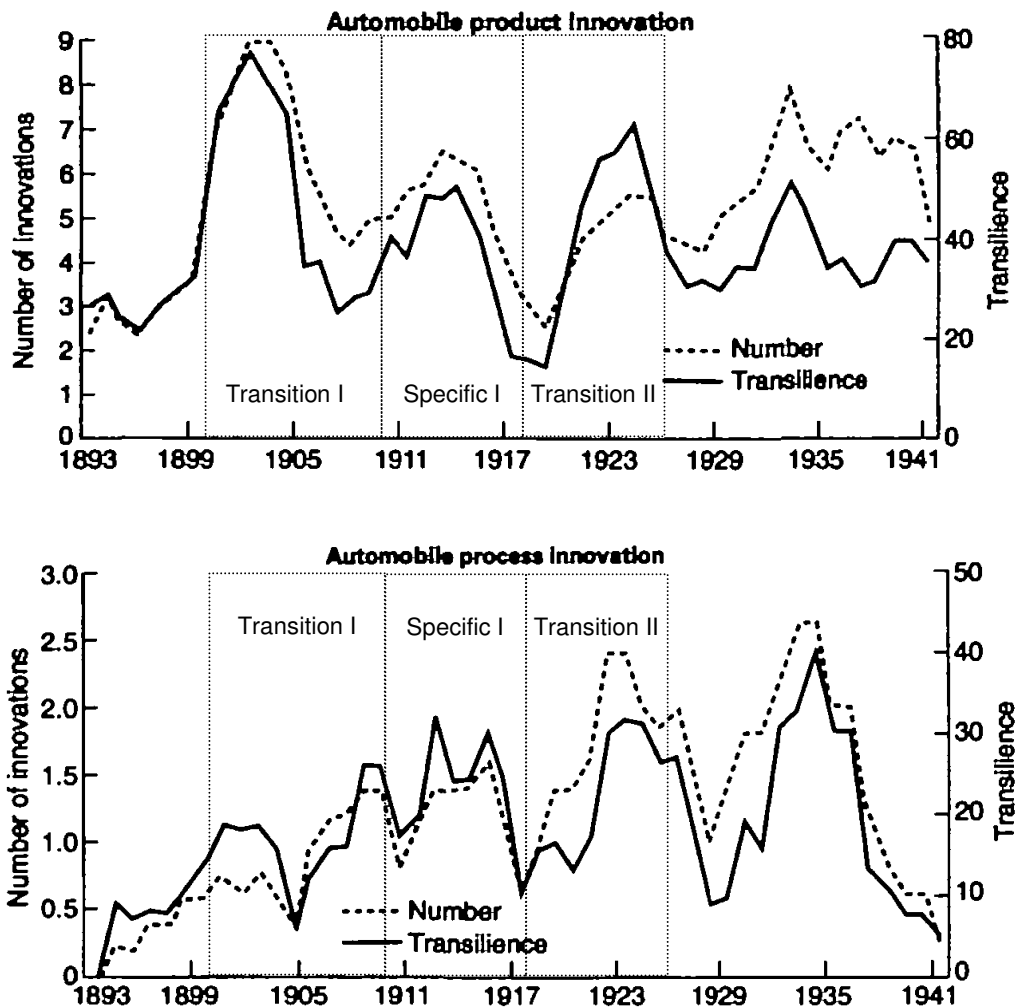 Automobile product innovation
9
8
7
6
5
4
3
2
1
0
Number of innovations
80
60
40
20
0
Transilience
Transition I
Specific I
Transition II
Number
Transilience
1893
1899
1905
1911
1917
1923
1929
1935
1941
Automobile process innovation
3.0
2.5
2.0
1.5
1.0
0.5
0
Number of innovations
50
40
30
20
10
0
Transilience
Transition I
Specific I
Transition II
Number
Transilience
1893
1899
1905
1911
1917
1923
1929
1935
1941